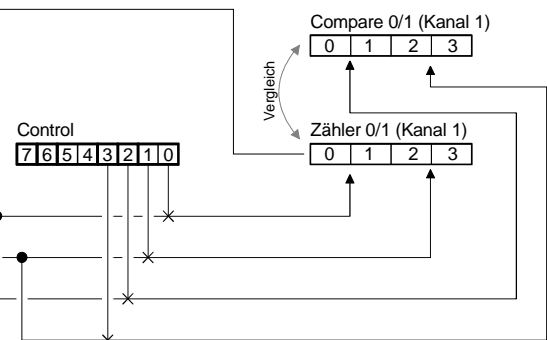 Compare 0/1 (Kanal 1)
0 1 2 3
Vergleich
Control
7 6 5 4 3 2 1 0
Zähler 0/1 (Kanal 1)
0 1 2 3